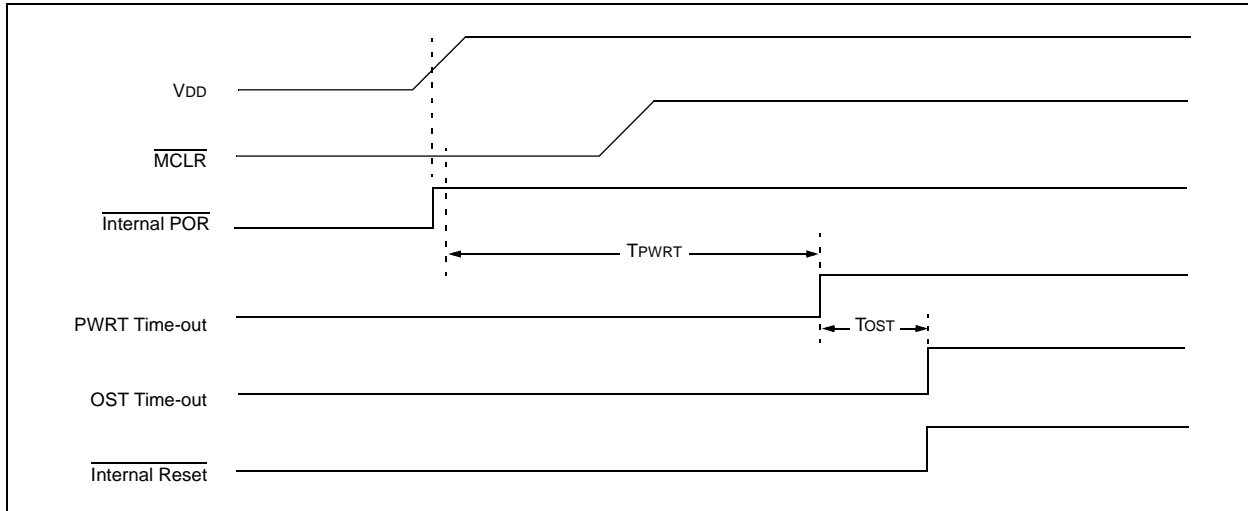 VDD
MCLR
Internal POR
TPWRT
PWRT Time-out
TOST
OST Time-out
Internal Reset